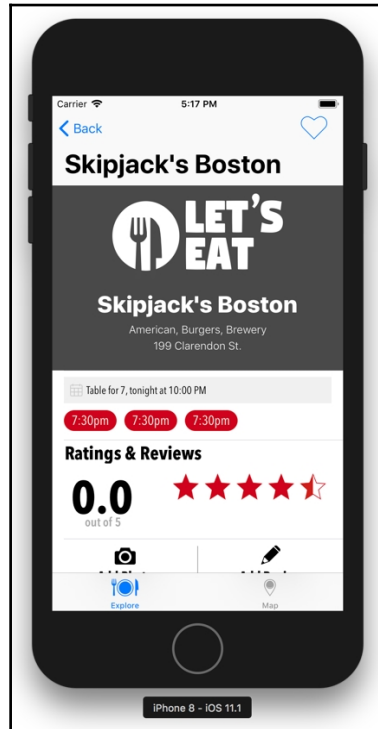 Carrier 5:17 PM
Back
Skipjack's Boston
LET'S
EAT
Skipjack's Boston
American, Burgers, Brewery
199 Clarendon St.
Table for 7, tonight at 10:00 PM
7:30pm 7:30pm 7:30pm
Ratings & Reviews
0.0
out of 5
Explore Map
iPhone 8 - iOS 11.1